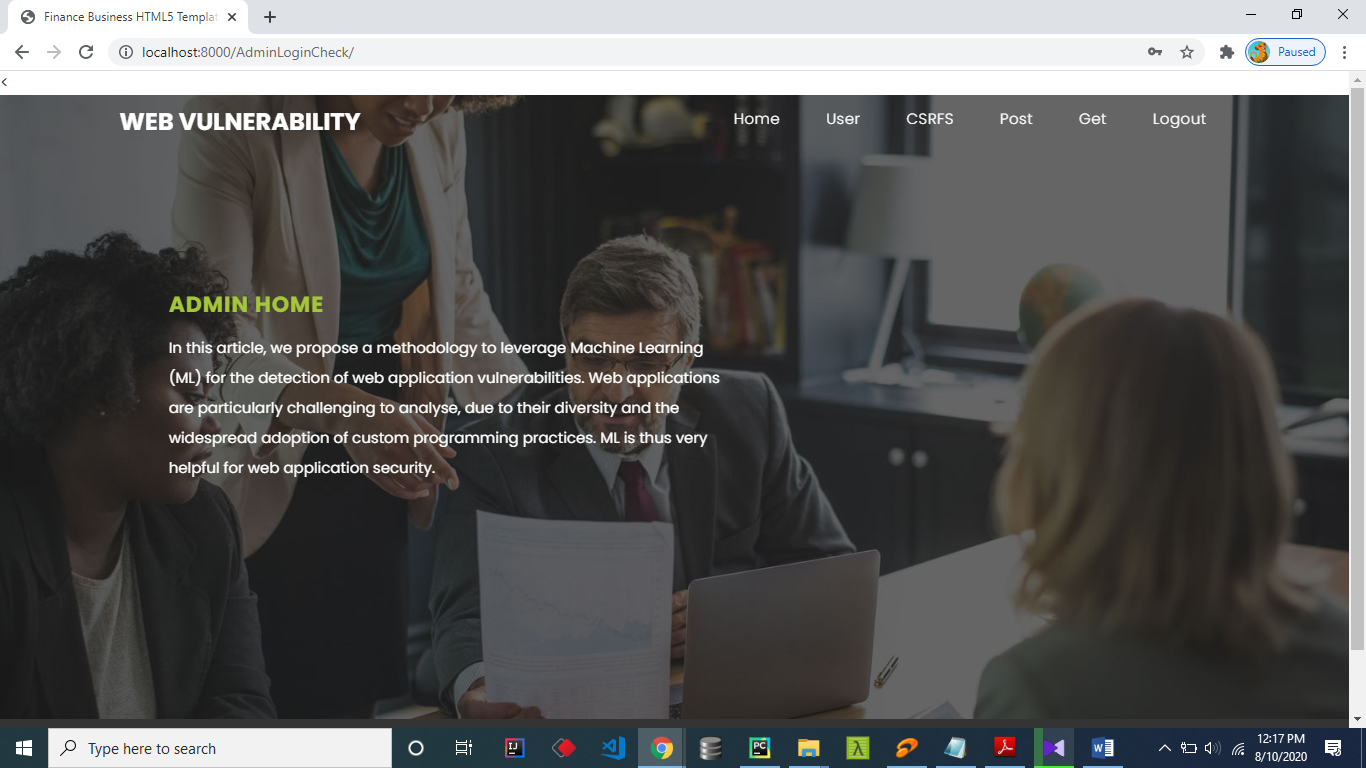 Finance Business HTML5 Templat
localhost:8000/AdminLoginCheck/
Paused
<
WEB VULNERABILITY
Home
User
CSRFS
Post
Get
Logout
ADMIN HOME
In this article, we propose a methodology to leverage Machine Learning
(ML) for the detection of web application vulnerabilities. Web applications
are particularly challenging to analyse, due to their diversity and the
widespread adoption of custom programming practices. ML is thus very
helpful for web application security.
Type here to search
IJ
PC
λ
W
12:17 PM
8/10/2020